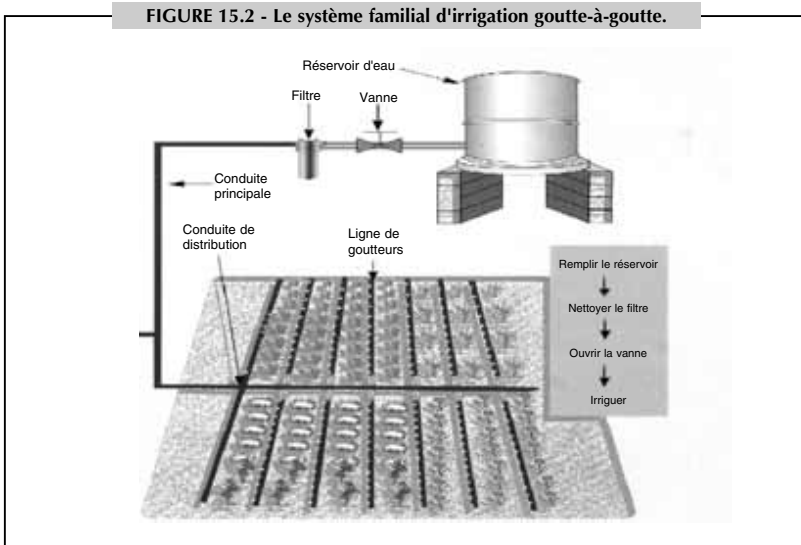 FIGURE 15.2 - Le système familial d'irrigation goutte-à-goutte.
Réservoir d'eau
Filtre
Vanne
Conduite
principale
Conduite de
distribution
Ligne de
goutteurs
Remplir le réservoir
Nettoyer le filtre
Ouvrir la vanne
Irriguer